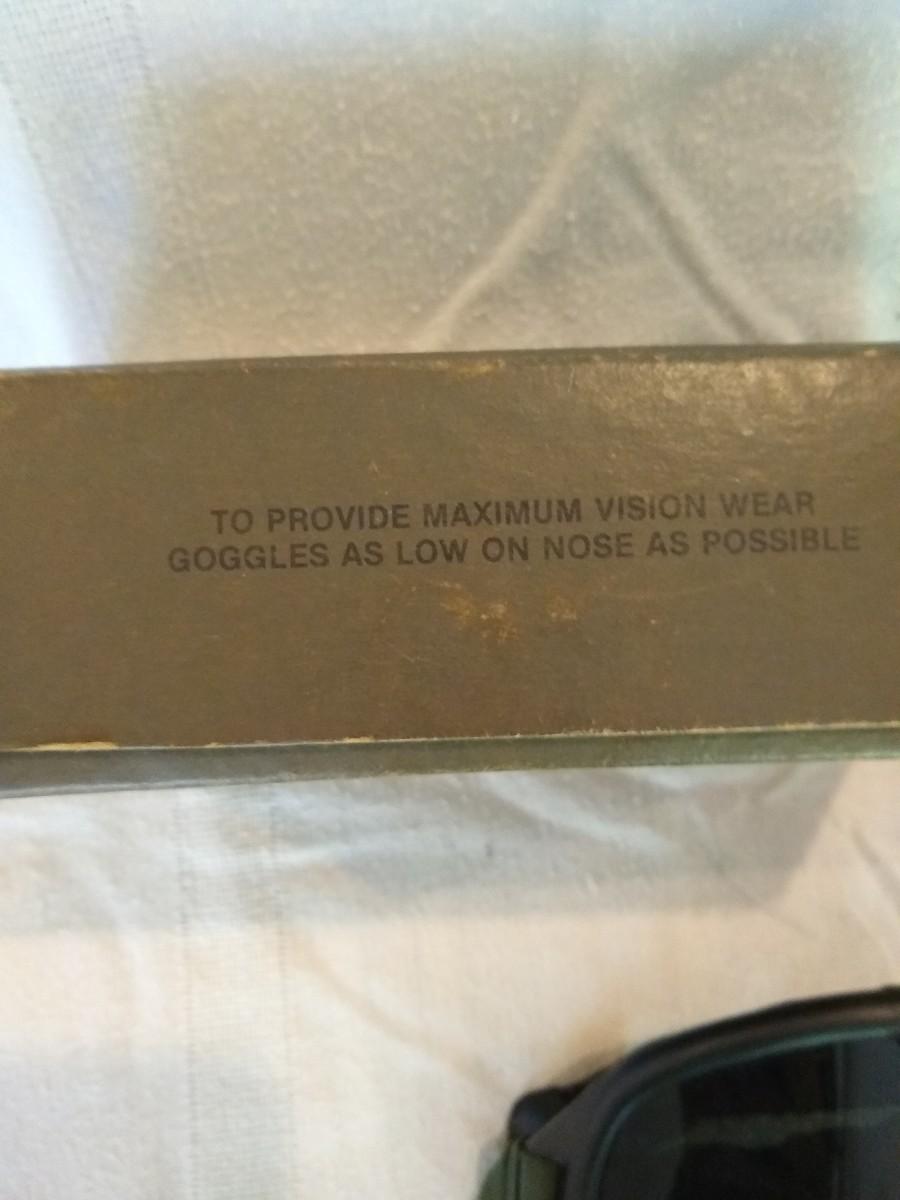 TO PROVIDE MAXIMUM VISION WEAR
GOGGLES AS LOW ON NOSE AS POSSIBLE